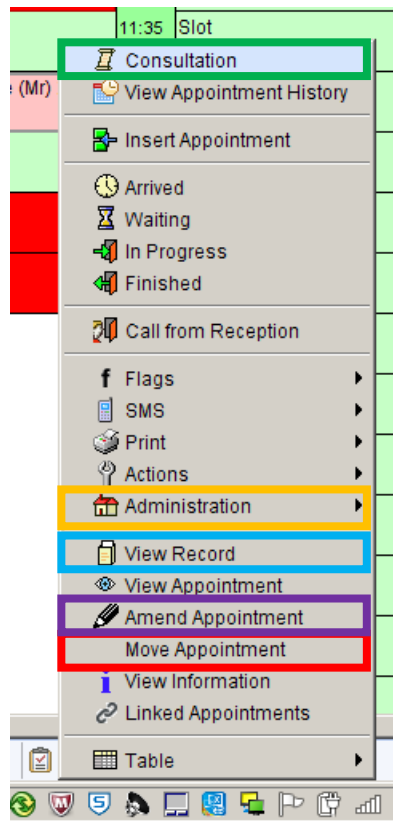 11:35 Slot
Consultation
(Mr) View Appointment History
Insert Appointment
Arrived
Waiting
In Progress
Finished
Call from Reception
f Flags
SMS
Print
Actions
Administration
View Record
View Appointment
Amend Appointment
Move Appointment
i View Information
Linked Appointments
Table